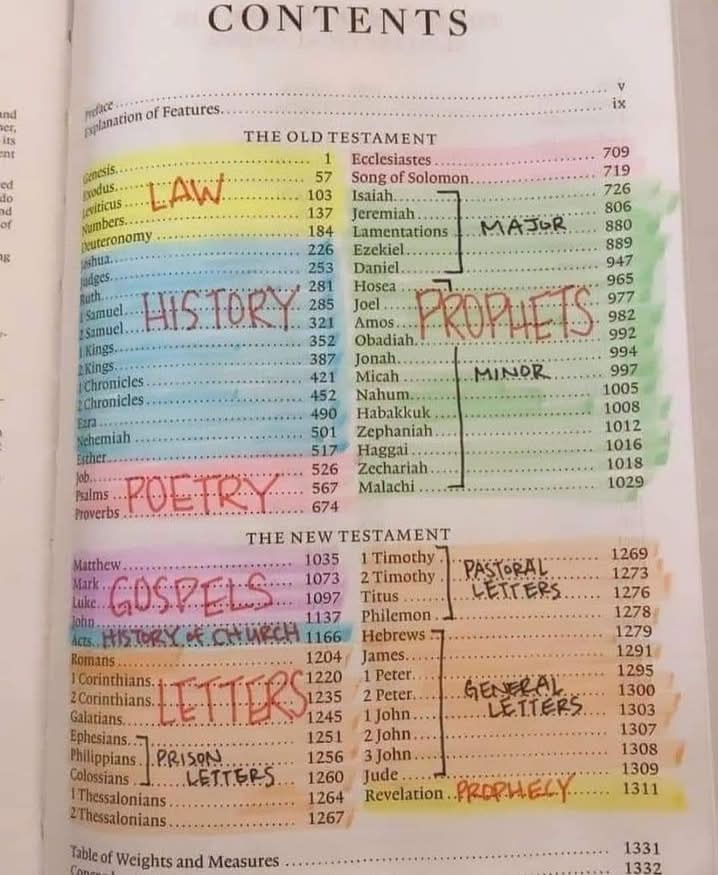 CONTENTS
Preface ... v
Explanation of Features ... ix
THE OLD TESTAMENT
Genesis ... 1
Exodus ... 57
Leviticus ... 103
Numbers ... 137
Deuteronomy ... 184
LAW
Joshua ... 226
Judges ... 253
Ruth ... 281
1 Samuel ... 285
2 Samuel ... 321
1 Kings ... 352
2 Kings ... 387
1 Chronicles ... 421
2 Chronicles ... 452
Ezra ... 490
Nehemiah ... 501
Esther ... 517
HISTORY
Job ... 526
Psalms ... 567
Proverbs ... 674
POETRY
Ecclesiastes ... 709
Song of Solomon ... 719
Isaiah ... 726
Jeremiah ... 806
Lamentations ... 880
Ezekiel ... 889
Daniel ... 947
MAJOR
Hosea ... 965
Joel ... 977
Amos ... 982
Obadiah ... 992
PROPHETS
Jonah ... 994
Micah ... 997
Nahum ... 1005
Habakkuk ... 1008
Zephaniah ... 1012
Haggai ... 1016
Zechariah ... 1018
Malachi ... 1029
MINOR
THE NEW TESTAMENT
Matthew ... 1035
Mark ... 1073
Luke ... 1097
John ... 1137
GOSPELS
Acts ... HISTORY of CHURCH 1166
Romans ... 1204
1 Corinthians ... 1220
2 Corinthians ... 1235
Galatians ... 1245
LETTERS
Ephesians ... 1251
Philippians ... 1256
Colossians ... 1260
PRISON
LETTERS
1 Thessalonians ... 1264
2 Thessalonians ... 1267
1 Timothy ... 1269
2 Timothy ... 1273
Titus ... 1276
Philemon ... 1278
PASTORAL
LETTERS
Hebrews ... 1279
James ... 1291
1 Peter ... 1295
2 Peter ... 1300
1 John ... 1303
2 John ... 1307
3 John ... 1308
Jude ... 1309
GENERAL
LETTERS
Revelation ... PROPHECY 1311
Table of Weights and Measures ... 1331
1332